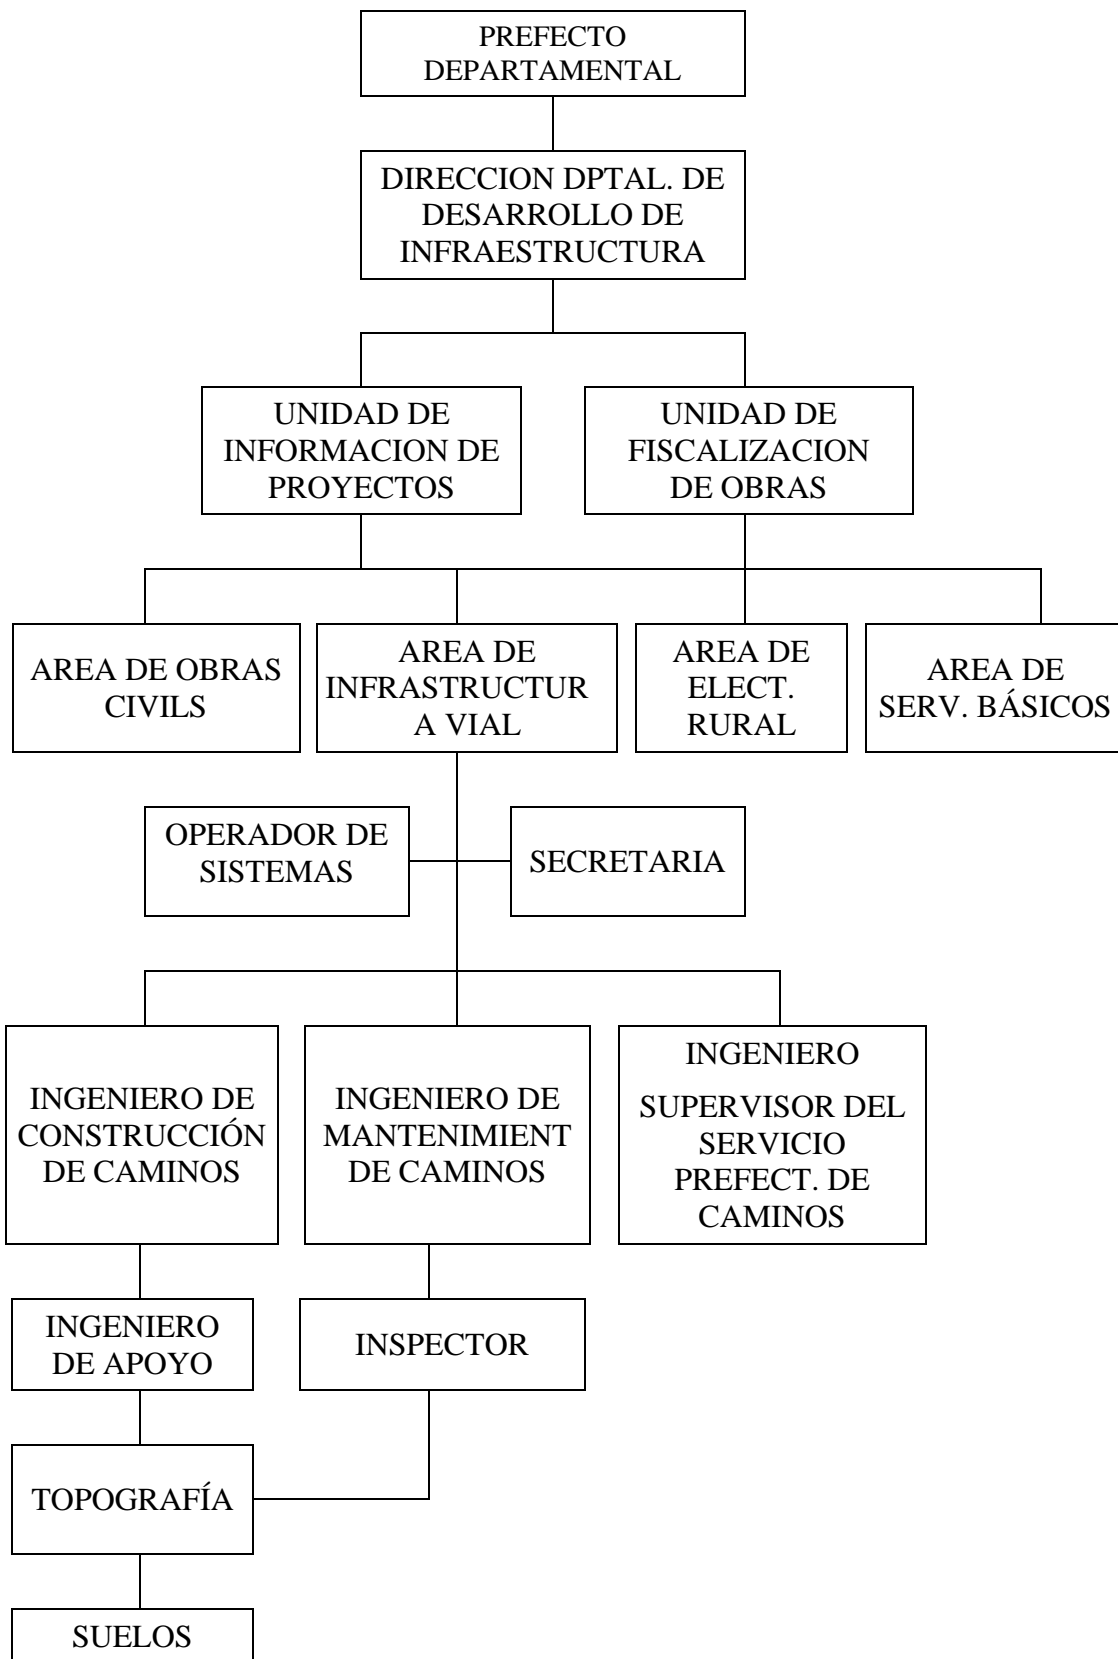 PREFECTO
DEPARTAMENTAL
DIRECCION DPTAL. DE
DESARROLLO DE
INFRAESTRUCTURA
UNIDAD DE
INFORMACION DE
PROYECTOS
UNIDAD DE
FISCALIZACION
DE OBRAS
AREA DE OBRAS
CIVILS
AREA DE
INFRASTRUCTUR
A VIAL
AREA DE
ELECT.
RURAL
AREA DE
SERV. BÁSICOS
OPERADOR DE
SISTEMAS
SECRETARIA
INGENIERO DE
CONSTRUCCIÓN
DE CAMINOS
INGENIERO DE
MANTENIMIENT
DE CAMINOS
INGENIERO
SUPERVISOR DEL
SERVICIO
PREFECT. DE
CAMINOS
INGENIERO
DE APOYO
INSPECTOR
TOPOGRAFÍA
SUELOS